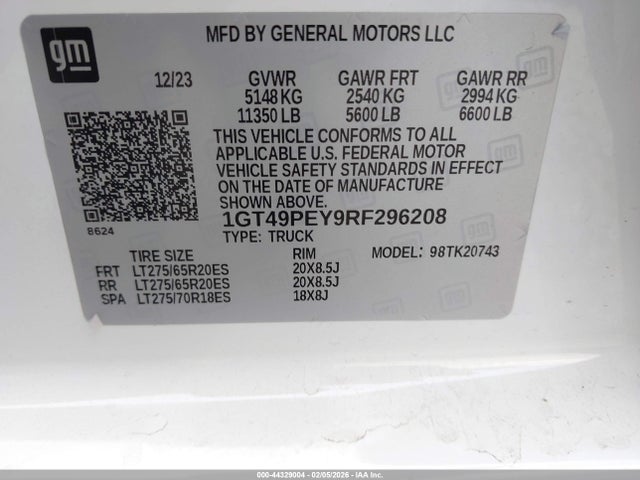 gm
MFD BY GENERAL MOTORS LLC
12/23 GVWR GAWR FRT GAWR RR
5148 KG 2540 KG 2994 KG
11350 LB 5600 LB 6600 LB
THIS VEHICLE CONFORMS TO ALL
APPLICABLE U.S. FEDERAL MOTOR
VEHICLE SAFETY STANDARDS IN EFFECT
ON THE DATE OF MANUFACTURE
SHOWN ABOVE.
1GT49PEY9RF296208
8624 TYPE: TRUCK
TIRE SIZE RIM MODEL: 98TK20743
FRT LT275/65R20ES 20X8.5J
RR LT275/65R20ES 20X8.5J
SPA LT275/70R18ES 18X8J
000-44329004 - 02/05/2026 - IAA Inc.